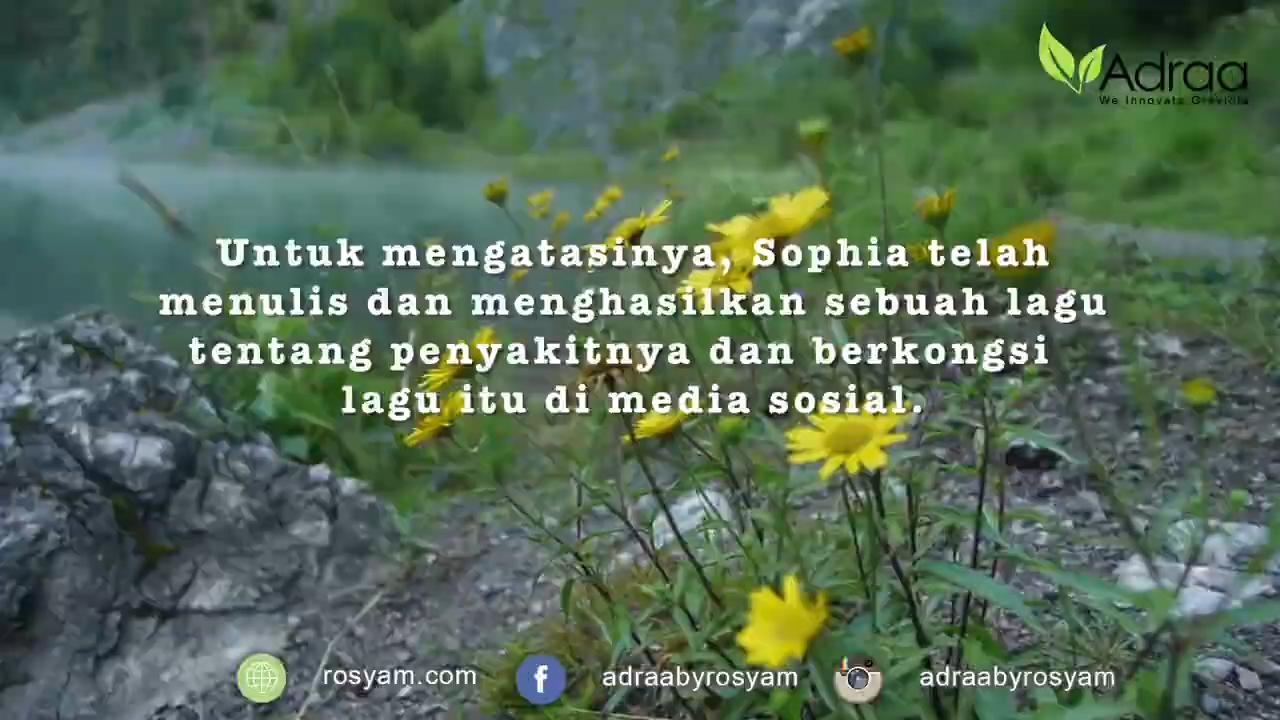 Adraa
We Innovate Graviola
Untuk mengatasinya, Sophia telah
menulis dan menghasilkan sebuah lagu
tentang penyakitnya dan berkongsi
lagu itu di media sosial.
rosyam.com
adraabyrosyam
adraabyrosyam